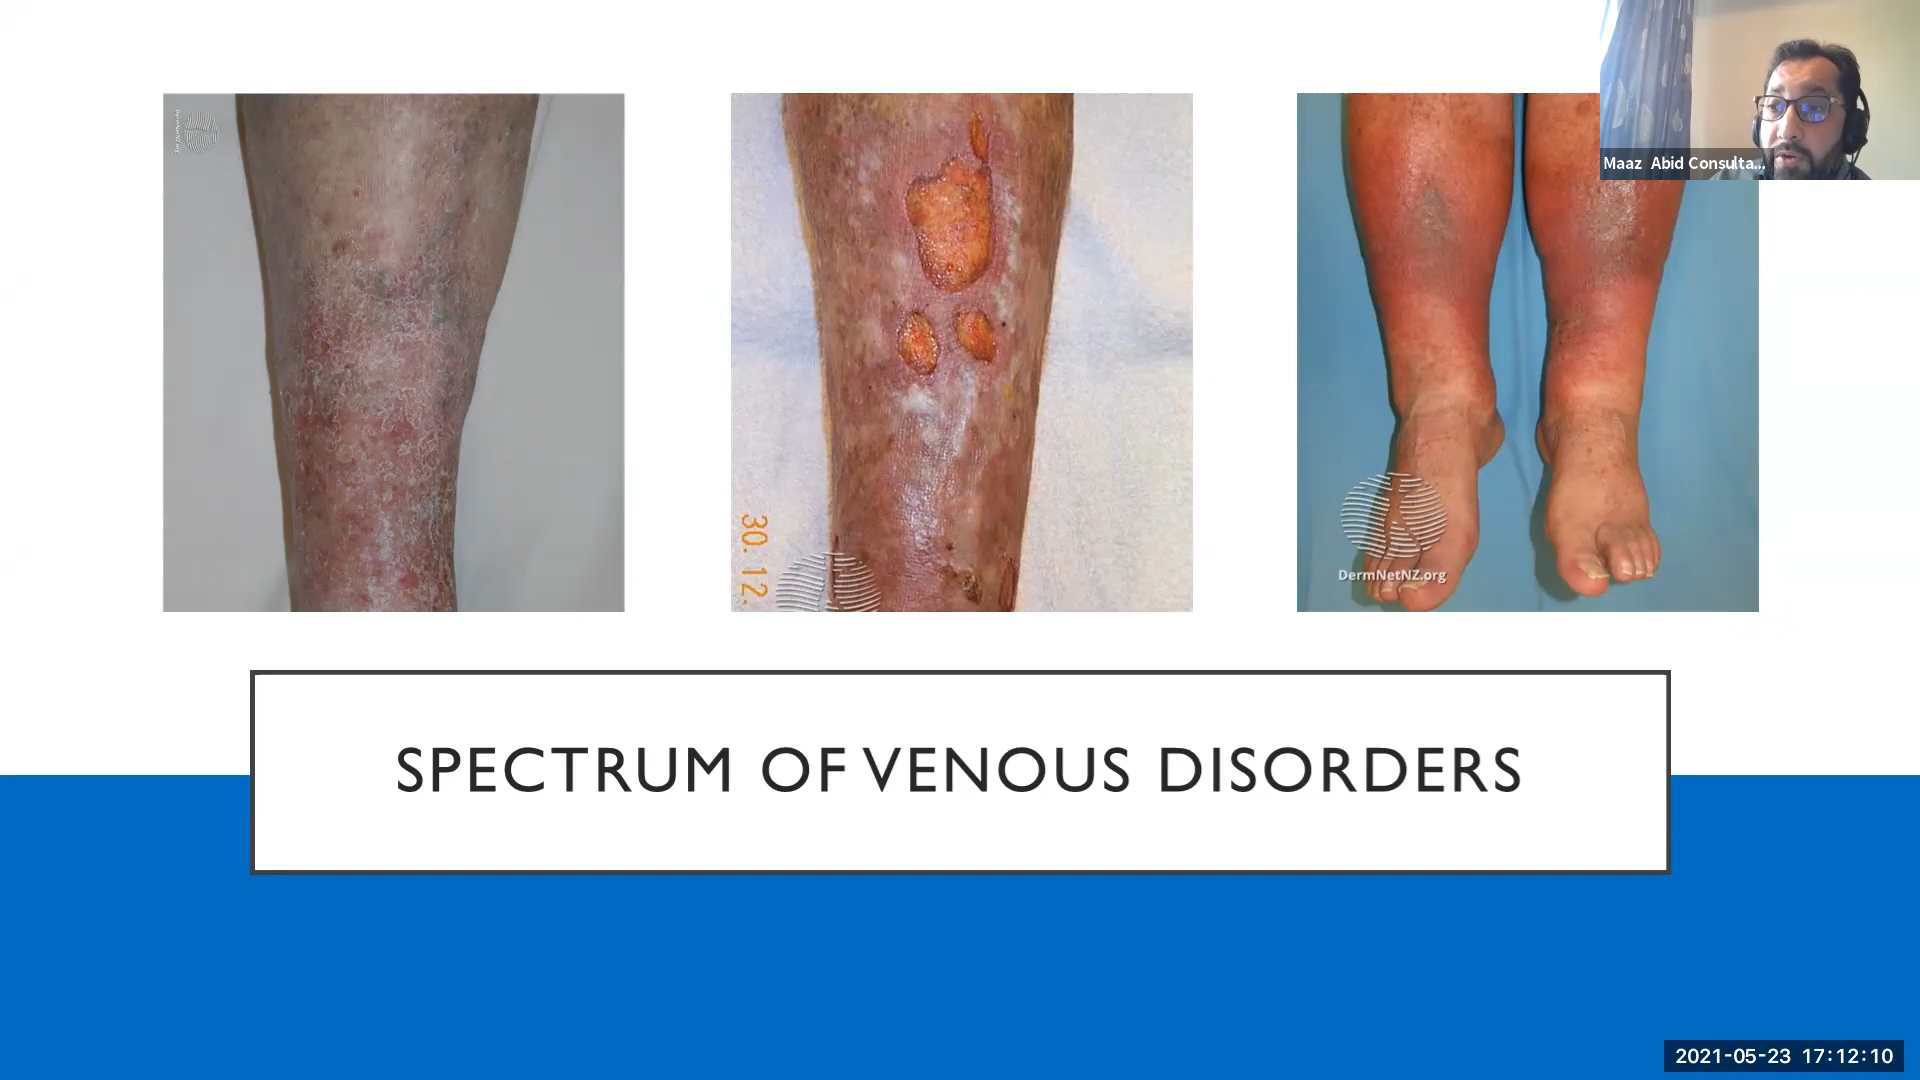 Maaz Abid Consulta...
30. 12.
DermNetNZ.org
SPECTRUM OF VENOUS DISORDERS
2021-05-23 17:12:10